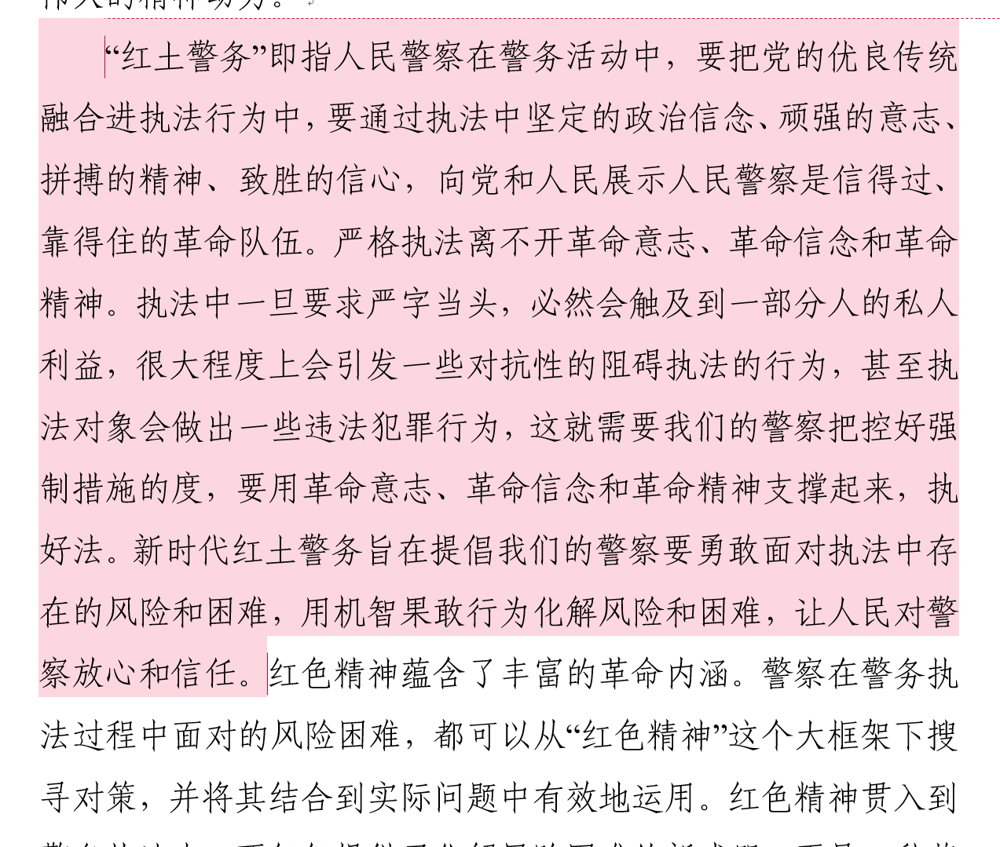 伟人的精神动力。
“红土警务”即指人民警察在警务活动中，要把党的优良传统
融合进执法行为中，要通过执法中坚定的政治信念、顽强的意志、
拼搏的精神、致胜的信心，向党和人民展示人民警察是信得过、
靠得住的革命队伍。严格执法离不开革命意志、革命信念和革命
精神。执法中一旦要求严字当头，必然会触及到一部分人的私人
利益，很大程度上会引发一些对抗性的阻碍执法的行为，甚至执
法对象会做出一些违法犯罪行为，这就需要我们的警察把控好强
制措施的度，要用革命意志、革命信念和革命精神支撑起来，执
好法。新时代红土警务旨在提倡我们的警察要勇敢面对执法中存
在的风险和困难，用机智果敢行为化解风险和困难，让人民对警
察放心和信任。红色精神蕴含了丰富的革命内涵。警察在警务执
法过程中面对的风险困难，都可以从“红色精神”这个大框架下搜
寻对策，并将其结合到实际问题中有效地运用。红色精神贯入到